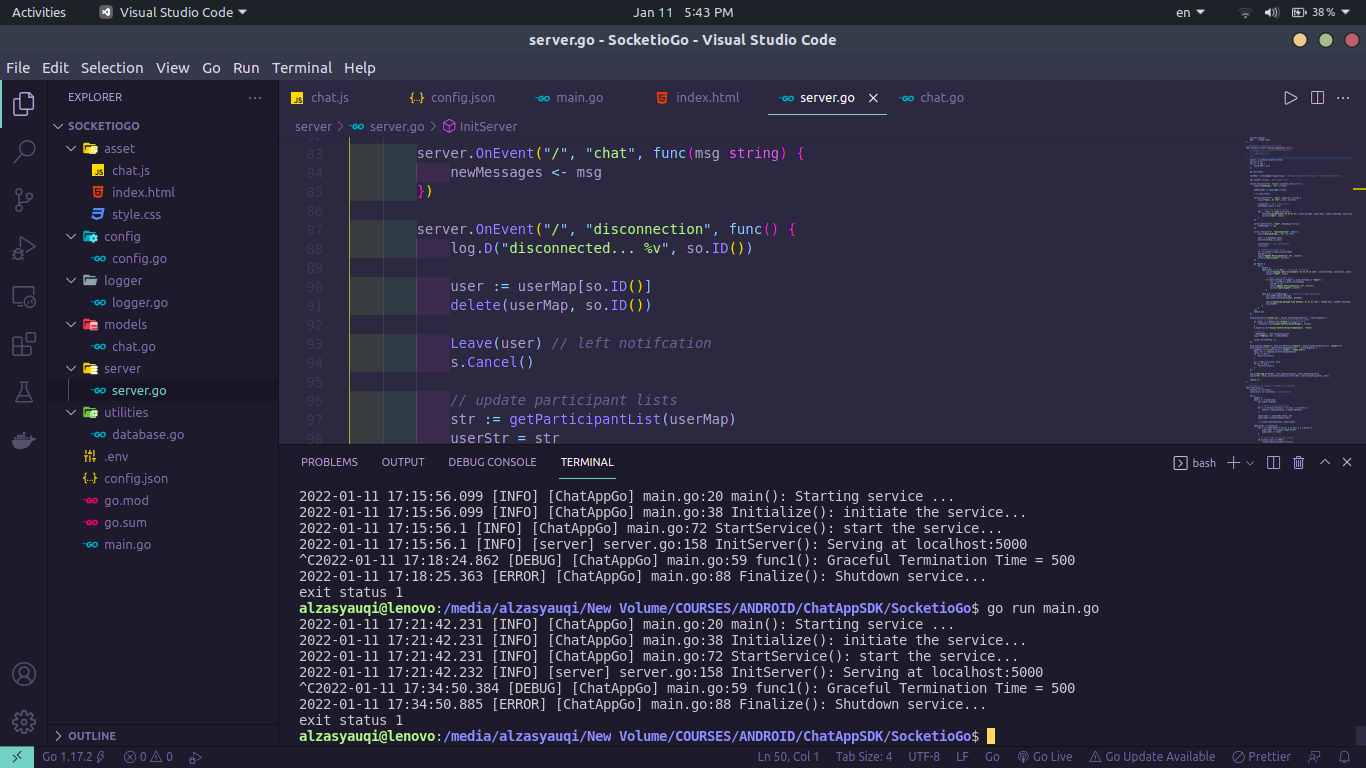 Activities Visual Studio Code Jan 11 5:43 PM en 38%
server.go - SocketioGo - Visual Studio Code
File Edit Selection View Go Run Terminal Help
EXPLORER
SOCKETIOGO
asset
chat.js
index.html
style.css
config
config.go
logger
logger.go
models
chat.go
server
server.go
utilities
database.go
.env
config.json
go.mod
go.sum
main.go
OUTLINE
chat.js config.json main.go index.html server.go chat.go
server > server.go > InitServer
83 server.OnEvent("/", "chat", func(msg string) {
84 newMessages <- msg
85 })
86
87 server.OnEvent("/", "disconnection", func() {
88 log.D("disconnected... %v", so.ID())
89
90 user := userMap[so.ID()]
91 delete(userMap, so.ID())
92
93 Leave(user) // left notifcation
94 s.Cancel()
95
96 // update participant lists
97 str := getParticipantList(userMap)
98 userStr = str
PROBLEMS OUTPUT DEBUG CONSOLE TERMINAL bash
2022-01-11 17:15:56.099 [INFO] [ChatAppGo] main.go:20 main(): Starting service ...
2022-01-11 17:15:56.099 [INFO] [ChatAppGo] main.go:38 Initialize(): initiate the service...
2022-01-11 17:15:56.1 [INFO] [ChatAppGo] main.go:72 StartService(): start the service...
2022-01-11 17:15:56.1 [INFO] [server] server.go:158 InitServer(): Serving at localhost:5000
^C2022-01-11 17:18:24.862 [DEBUG] [ChatAppGo] main.go:59 func1(): Graceful Termination Time = 500
2022-01-11 17:18:25.363 [ERROR] [ChatAppGo] main.go:88 Finalize(): Shutdown service...
exit status 1
alzasyauqi@lenovo:/media/alzasyauqi/New Volume/COURSES/ANDROID/ChatAppSDK/SocketioGo$ go run main.go
2022-01-11 17:21:42.231 [INFO] [ChatAppGo] main.go:20 main(): Starting service ...
2022-01-11 17:21:42.231 [INFO] [ChatAppGo] main.go:38 Initialize(): initiate the service...
2022-01-11 17:21:42.231 [INFO] [ChatAppGo] main.go:72 StartService(): start the service...
2022-01-11 17:21:42.232 [INFO] [server] server.go:158 InitServer(): Serving at localhost:5000
^C2022-01-11 17:34:50.384 [DEBUG] [ChatAppGo] main.go:59 func1(): Graceful Termination Time = 500
2022-01-11 17:34:50.885 [ERROR] [ChatAppGo] main.go:88 Finalize(): Shutdown service...
exit status 1
alzasyauqi@lenovo:/media/alzasyauqi/New Volume/COURSES/ANDROID/ChatAppSDK/SocketioGo$
Go 1.17.2 0 0 Ln 50, Col 1 Tab Size: 4 UTF-8 LF Go Go Live Go Update Available Prettier